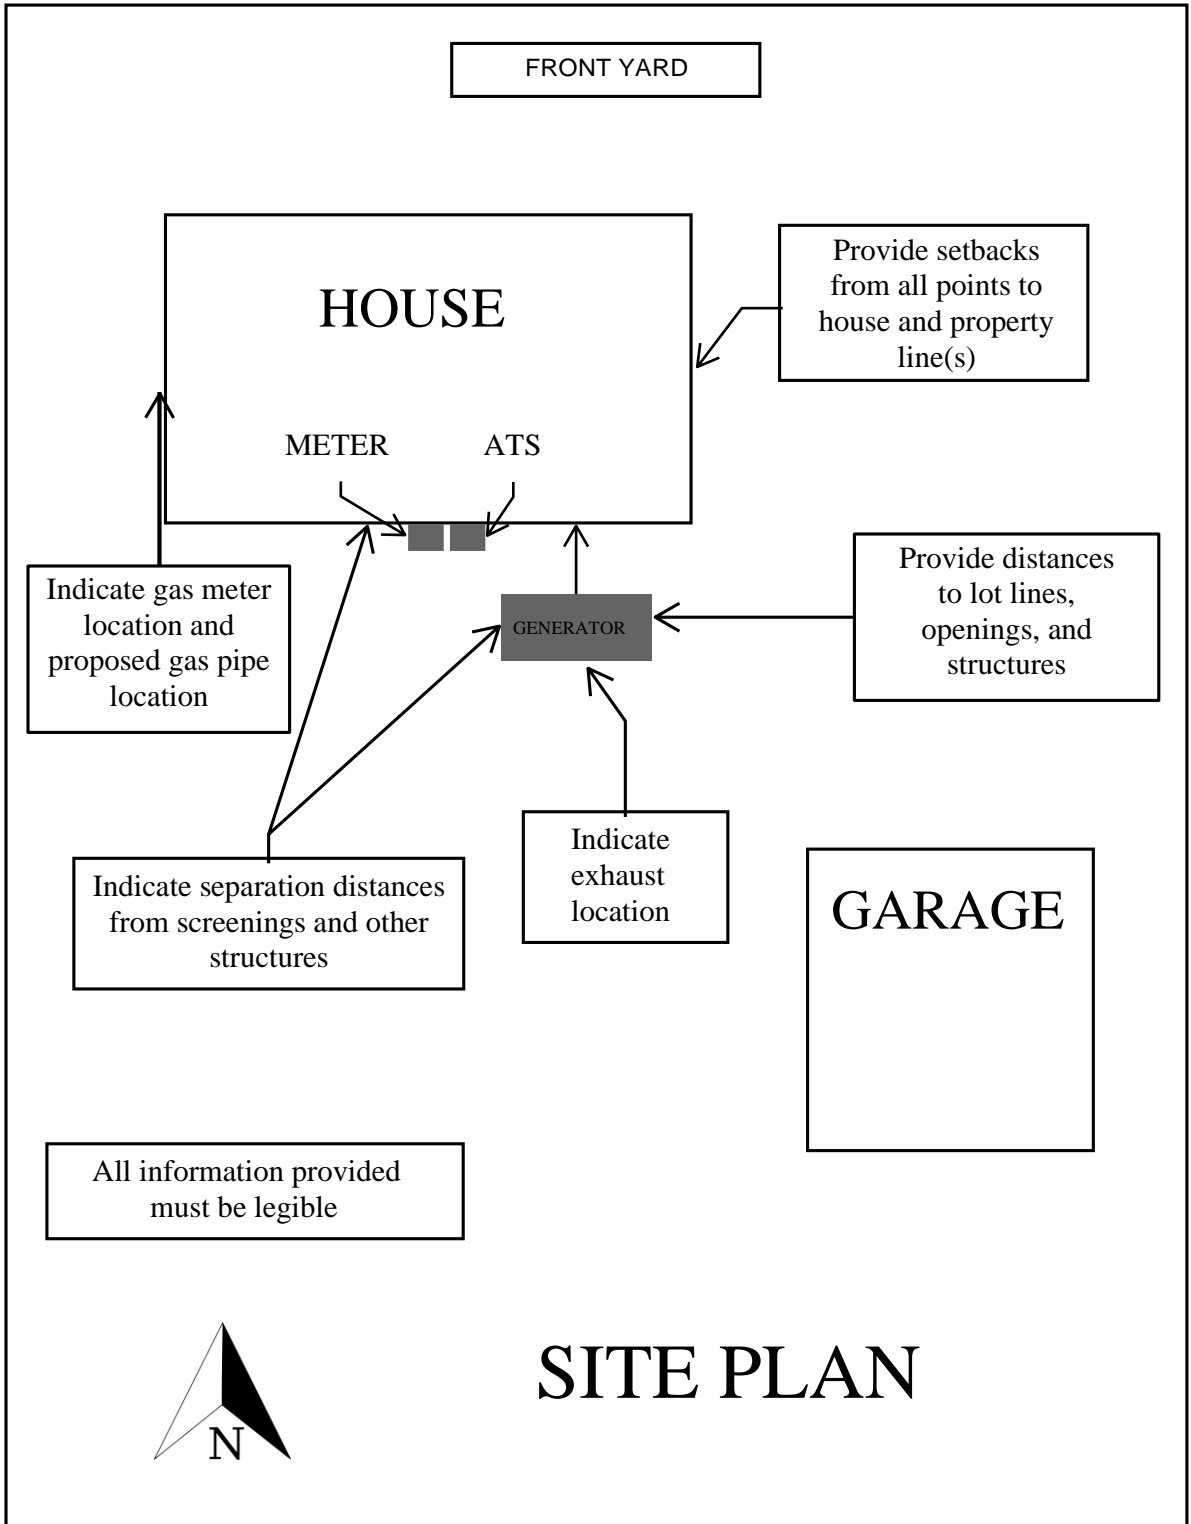 FRONT YARD
HOUSE
Provide setbacks
from all points to
house and property
line(s)
METER
ATS
Indicate gas meter
location and
proposed gas pipe
location
GENERATOR
Provide distances
to lot lines,
openings, and
structures
Indicate separation distances
from screenings and other
structures
Indicate
exhaust
location
GARAGE
All information provided
must be legible
N
SITE PLAN